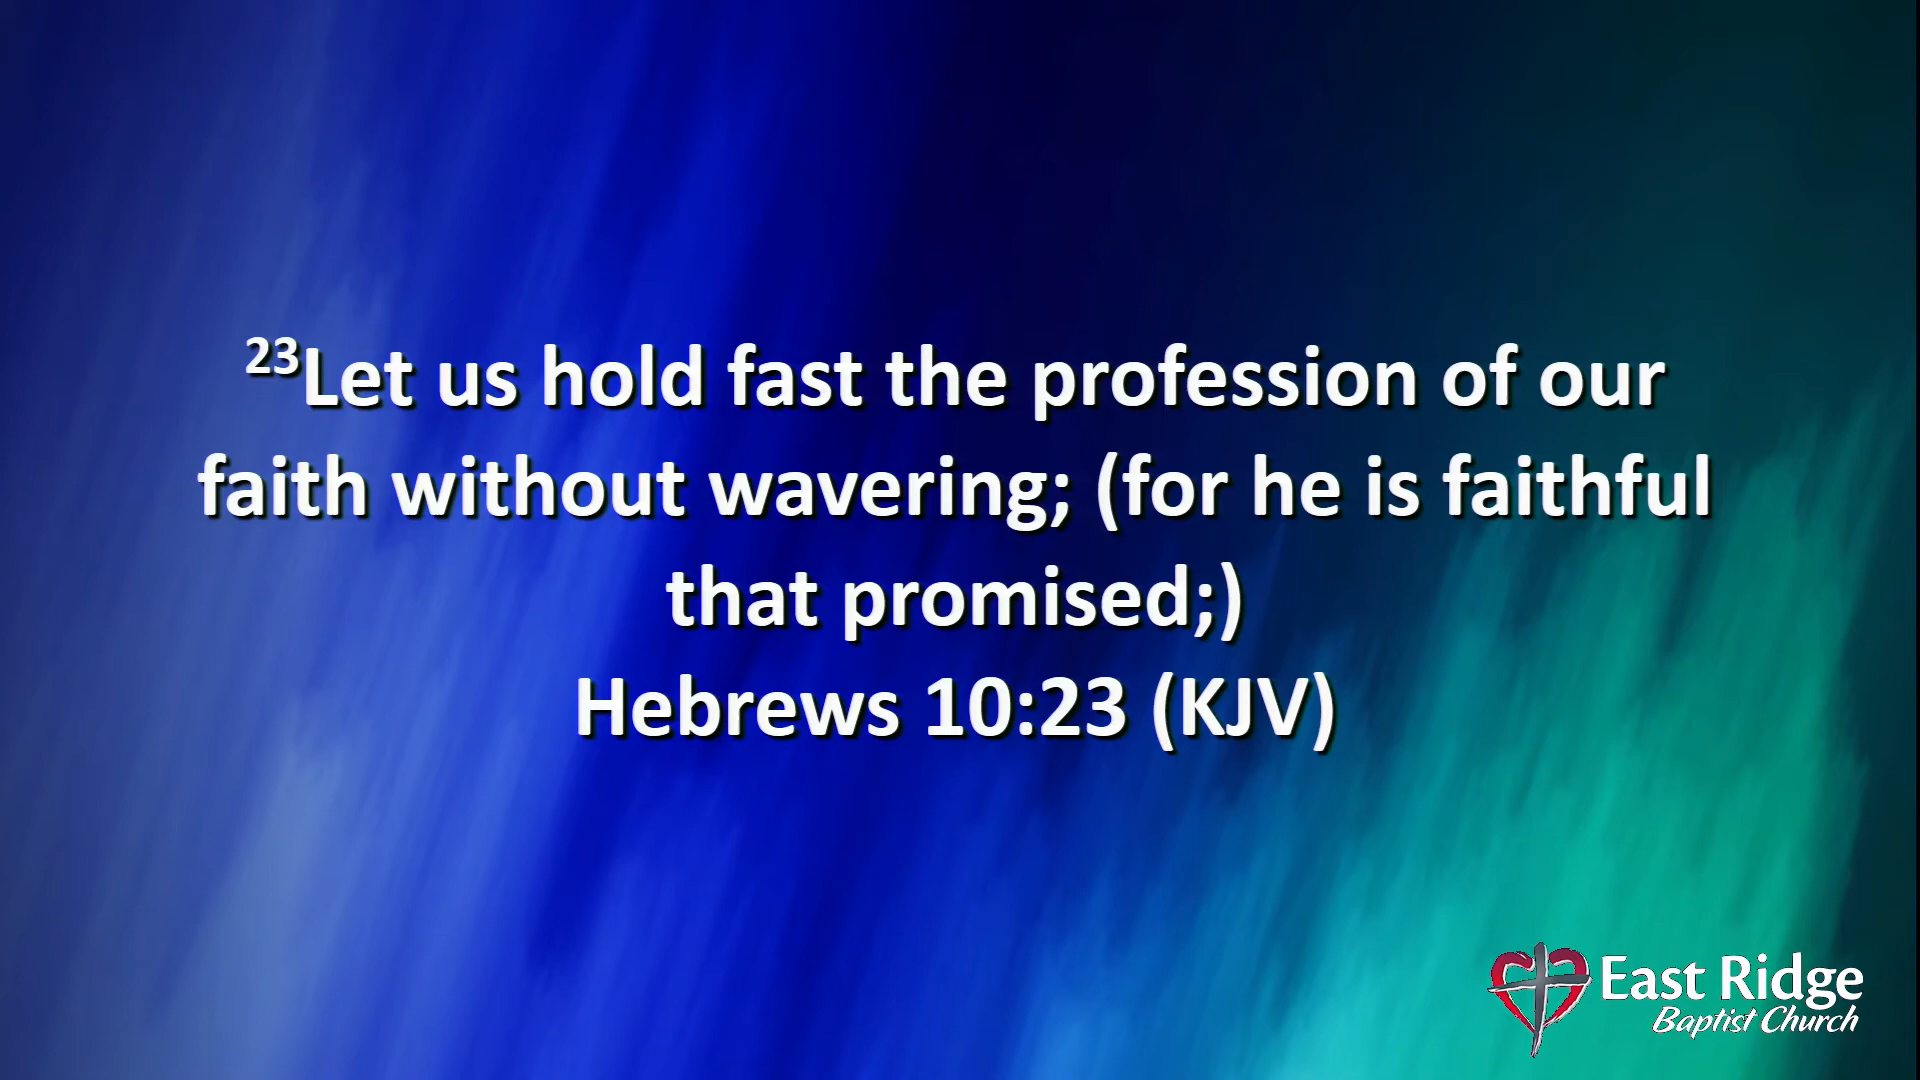 23Let us hold fast the profession of our
faith without wavering; (for he is faithful
that promised;)
Hebrews 10:23 (KJV)
East Ridge
Baptist Church